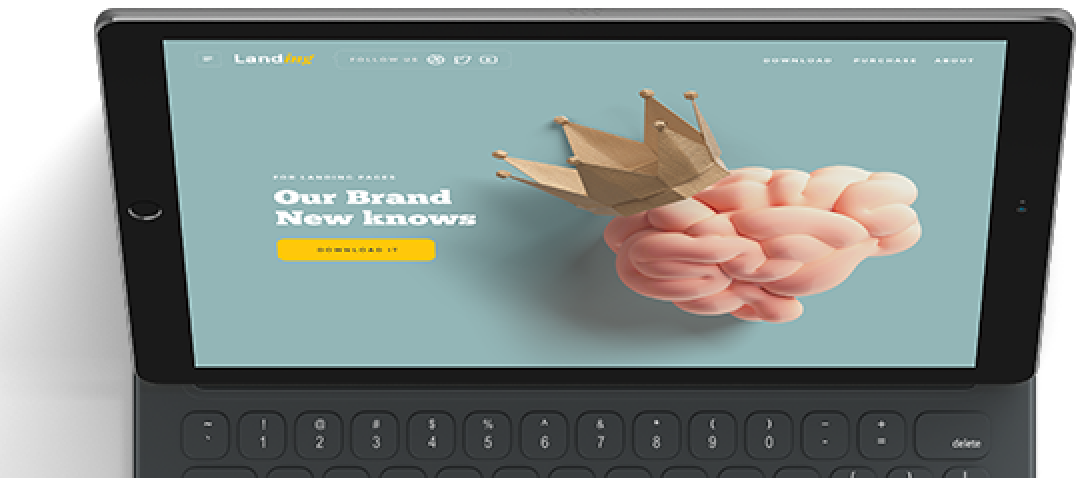 Landing
FOLLOW US
DOWNLOAD PURCHASE ABOUT
FOR LANDING PAGES
Our Brand
New knows
DOWNLOAD IT
~ ! @ # $ % ^ & * ( ) _ +
` 1 2 3 4 5 6 7 8 9 0 - = delete
{ } |